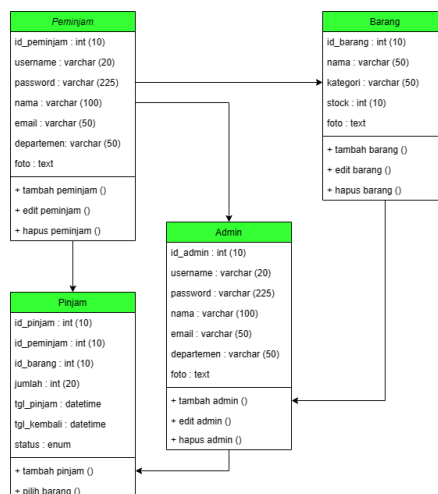 Peminjam
id_peminjam : int (10)
username : varchar (20)
password : varchar (225)
nama : varchar (100)
email : varchar (50)
departemen: varchar (50)
foto : text
+ tambah peminjam ()
+ edit peminjam ()
+ hapus peminjam ()
Barang
id_barang : int (10)
nama : varchar (50)
kategori : varchar (50)
stock : int (10)
foto : text
+ tambah barang ()
+ edit barang ()
+ hapus barang ()
Admin
id_admin : int (10)
username : varchar (20)
password : varchar (225)
nama : varchar (100)
email : varchar (50)
departemen : varchar (50)
foto : text
+ tambah admin ()
+ edit admin ()
+ hapus admin ()
Pinjam
id_pinjam : int (10)
id_peminjam : int (10)
id_barang : int (10)
jumlah : int (20)
tgl_pinjam : datetime
tgl_kembali : datetime
status : enum
+ tambah pinjam ()
+ pilih barang ()